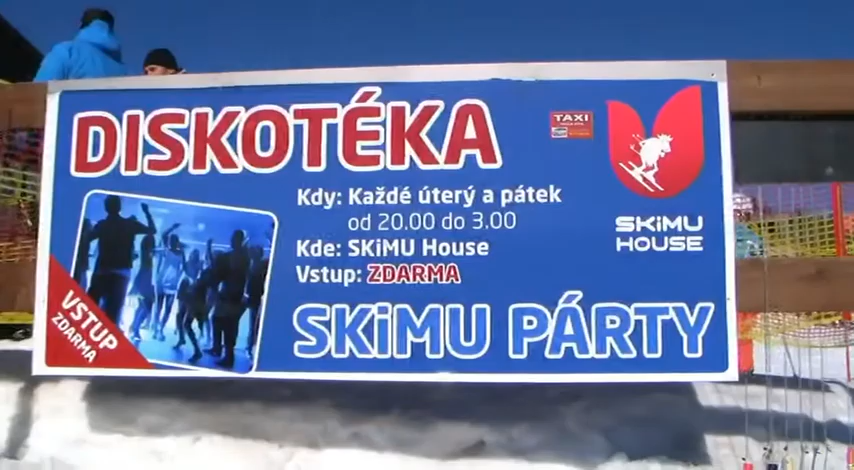 DISKOTÉKA
TAXI
Kdy: Každé úterý a pátek
od 20.00 do 3.00
Kde: SKiMU House
Vstup: ZDARMA
SKiMU
HOUSE
VSTUP
ZDARMA
SKiMU PÁRTY